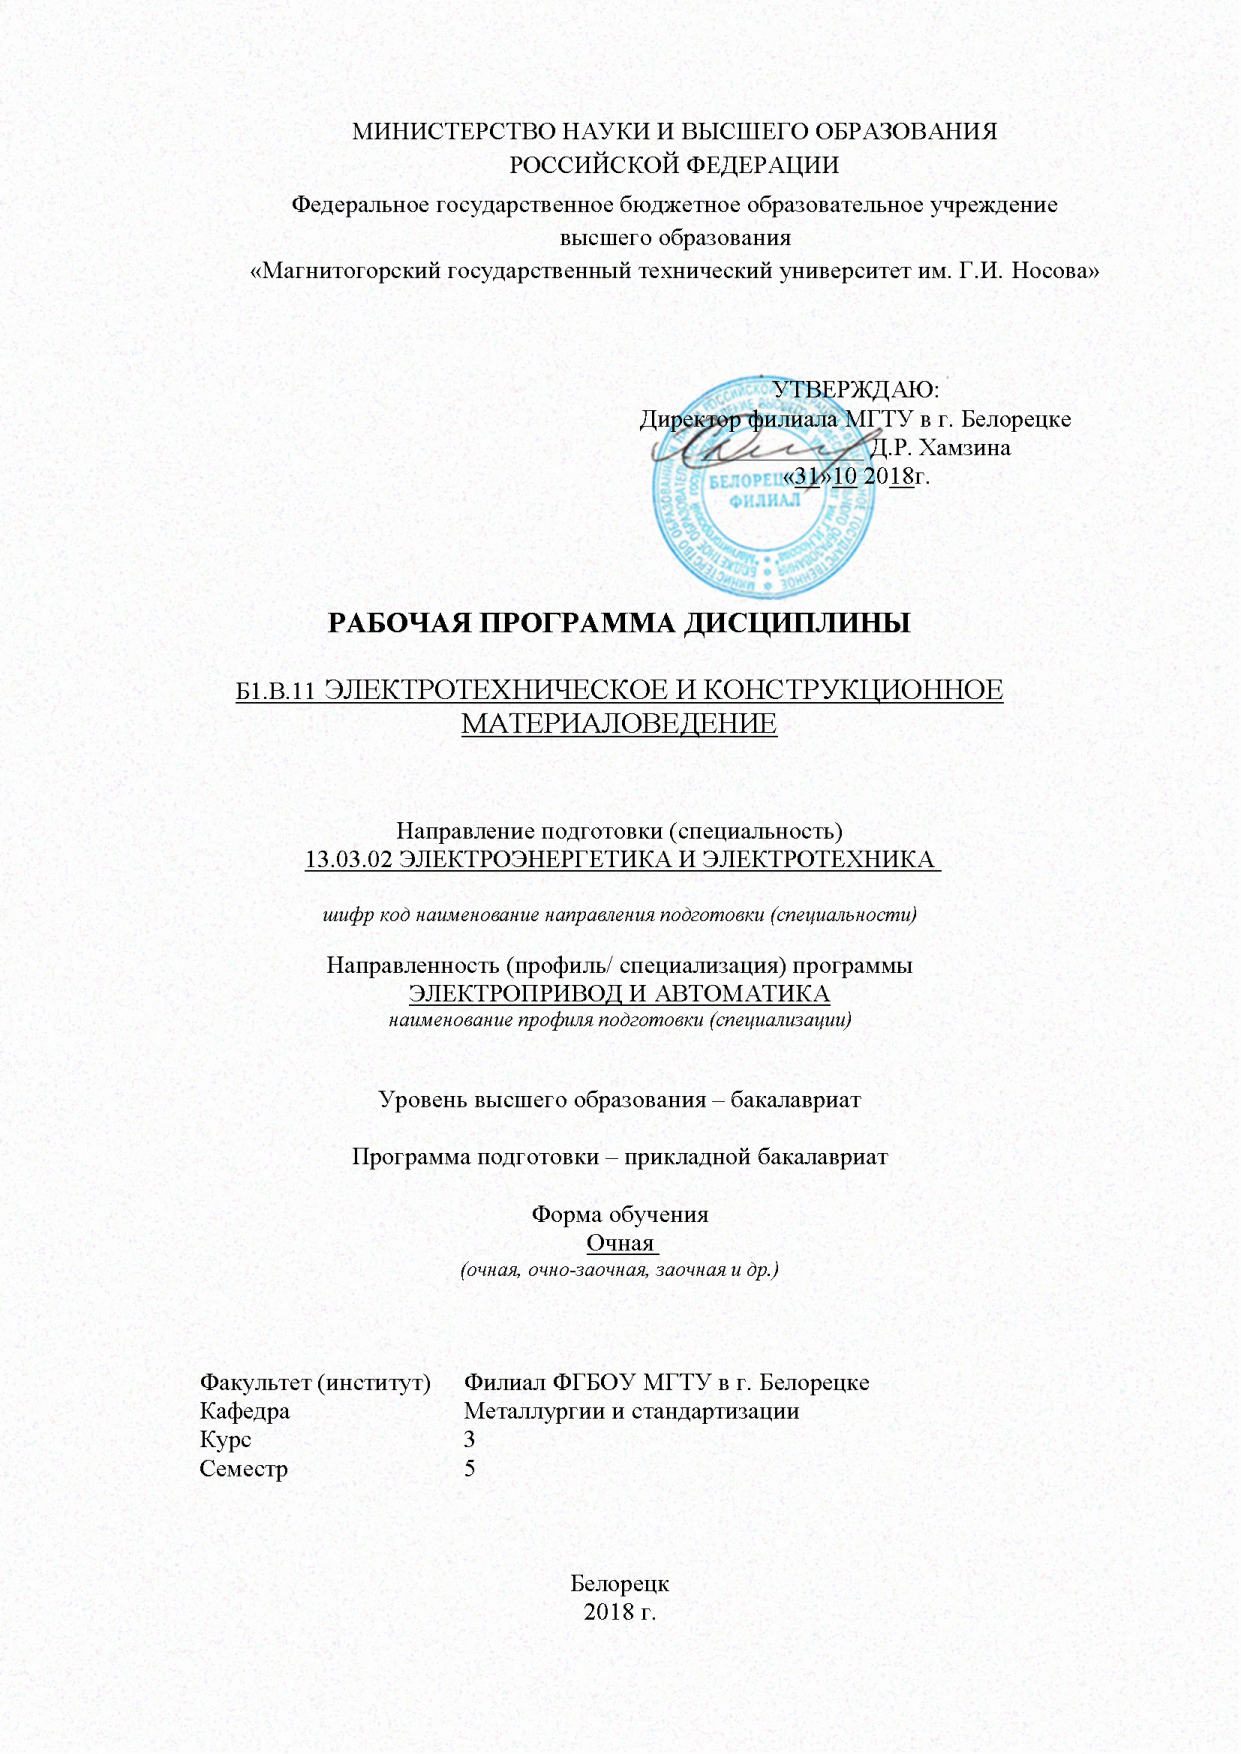 МИНИСТЕРСТВО НАУКИ И ВЫСШЕГО ОБРАЗОВАНИЯ
РОССИЙСКОЙ ФЕДЕРАЦИИ
Федеральное государственное бюджетное образовательное учреждение
высшего образования
«Магнитогорский государственный технический университет им. Г.И. Носова»
УТВЕРЖДАЮ:
Директор филиала МГТУ в г. Белорецке
Д.Р. Хамзина
«31»10 2018г.
БЕЛОРЕЦКИЙ
ФИЛИАЛ
РАБОЧАЯ ПРОГРАММА ДИСЦИПЛИНЫ
Б1.В.11 ЭЛЕКТРОТЕХНИЧЕСКОЕ И КОНСТРУКЦИОННОЕ
МАТЕРИАЛОВЕДЕНИЕ
Направление подготовки (специальность)
13.03.02 ЭЛЕКТРОЭНЕРГЕТИКА И ЭЛЕКТРОТЕХНИКА
шифр код наименование направления подготовки (специальности)
Направленность (профиль/ специализация) программы
ЭЛЕКТРОПРИВОД И АВТОМАТИКА
наименование профиля подготовки (специализации)
Уровень высшего образования – бакалавриат
Программа подготовки – прикладной бакалавриат
Форма обучения
Очная
(очная, очно-заочная, заочная и др.)
Факультет (институт) Филиал ФГБОУ МГТУ в г. Белорецке
Кафедра Металлургии и стандартизации
Курс 3
Семестр 5
Белорецк
2018 г.